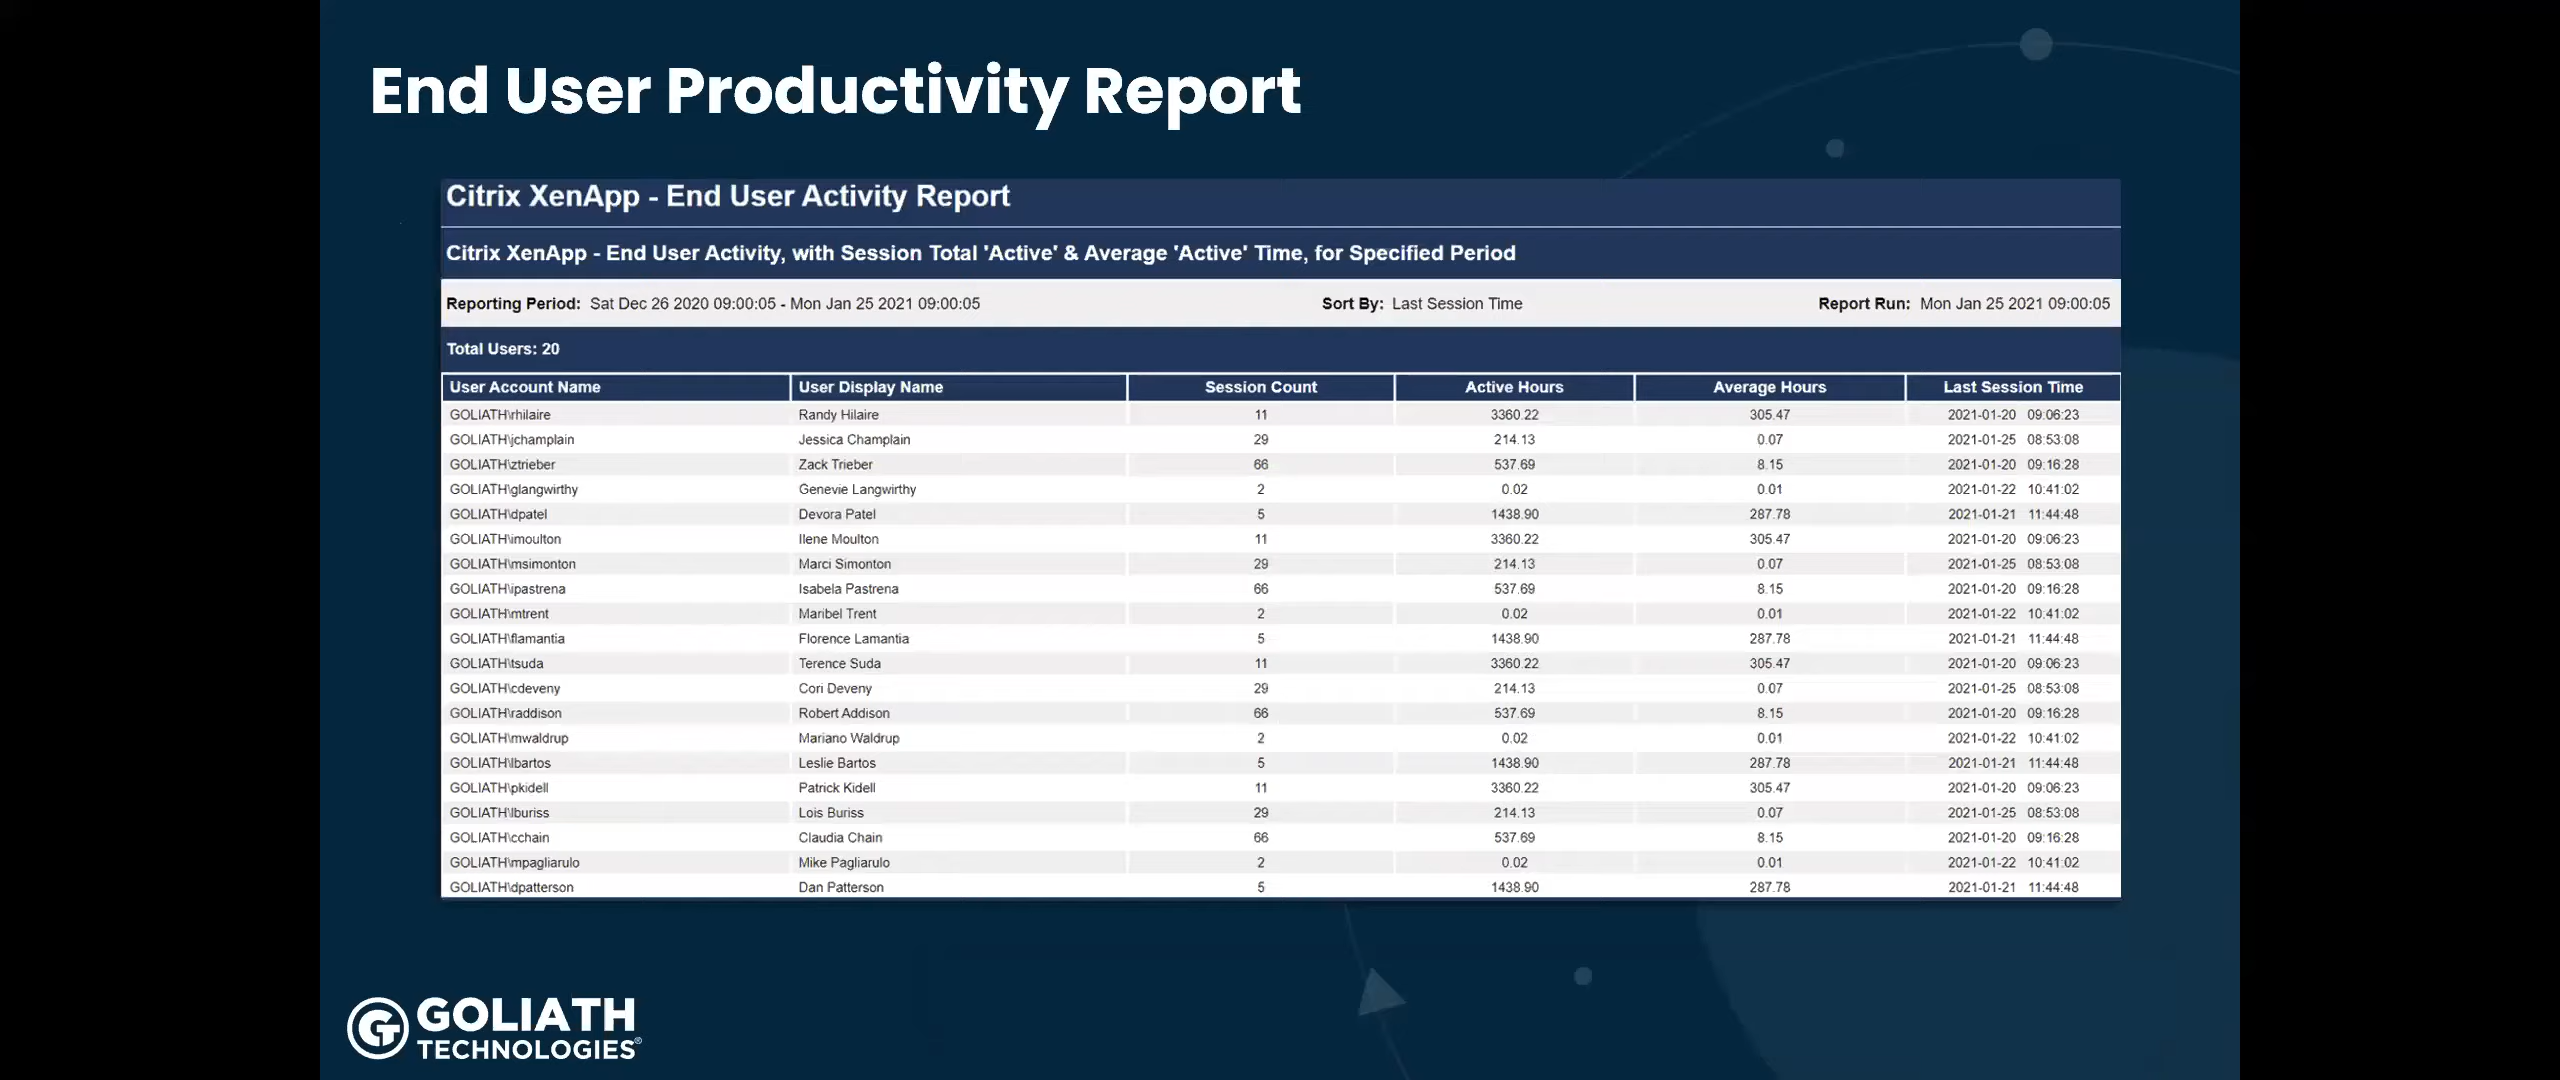 End User Productivity Report
Citrix XenApp - End User Activity Report
Citrix XenApp - End User Activity, with Session Total 'Active' & Average 'Active' Time, for Specified Period
Reporting Period: Sat Dec 26 2020 09:00:05 - Mon Jan 25 2021 09:00:05 Sort By: Last Session Time Report Run: Mon Jan 25 2021 09:00:05
Total Users: 20
User Account Name User Display Name Session Count Active Hours Average Hours Last Session Time
GOLIATH\rhilaire Randy Hilaire 11 3360.22 305.47 2021-01-20 09:06:23
GOLIATH\jchamplain Jessica Champlain 29 214.13 0.07 2021-01-25 08:53:08
GOLIATH\ztrieber Zack Trieber 66 537.69 8.15 2021-01-20 09:16:28
GOLIATH\glangwirthy Genevie Langwirthy 2 0.02 0.01 2021-01-22 10:41:02
GOLIATH\dpatel Devora Patel 5 1438.90 287.78 2021-01-21 11:44:48
GOLIATH\imoulton Ilene Moulton 11 3360.22 305.47 2021-01-20 09:06:23
GOLIATH\msimonton Marci Simonton 29 214.13 0.07 2021-01-25 08:53:08
GOLIATH\ipastrena Isabela Pastrena 66 537.69 8.15 2021-01-20 09:16:28
GOLIATH\mtrent Maribel Trent 2 0.02 0.01 2021-01-22 10:41:02
GOLIATH\flamantia Florence Lamantia 5 1438.90 287.78 2021-01-21 11:44:48
GOLIATH\tsuda Terence Suda 11 3360.22 305.47 2021-01-20 09:06:23
GOLIATH\cdeveny Cori Deveny 29 214.13 0.07 2021-01-25 08:53:08
GOLIATH\raddison Robert Addison 66 537.69 8.15 2021-01-20 09:16:28
GOLIATH\mwaldrup Mariano Waldrup 2 0.02 0.01 2021-01-22 10:41:02
GOLIATH\lbartos Leslie Bartos 5 1438.90 287.78 2021-01-21 11:44:48
GOLIATH\pkidell Patrick Kidell 11 3360.22 305.47 2021-01-20 09:06:23
GOLIATH\lburiss Lois Buriss 29 214.13 0.07 2021-01-25 08:53:08
GOLIATH\cchain Claudia Chain 66 537.69 8.15 2021-01-20 09:16:28
GOLIATH\mpagliarulo Mike Pagliarulo 2 0.02 0.01 2021-01-22 10:41:02
GOLIATH\dpatterson Dan Patterson 5 1438.90 287.78 2021-01-21 11:44:48
GOLIATH
TECHNOLOGIES®